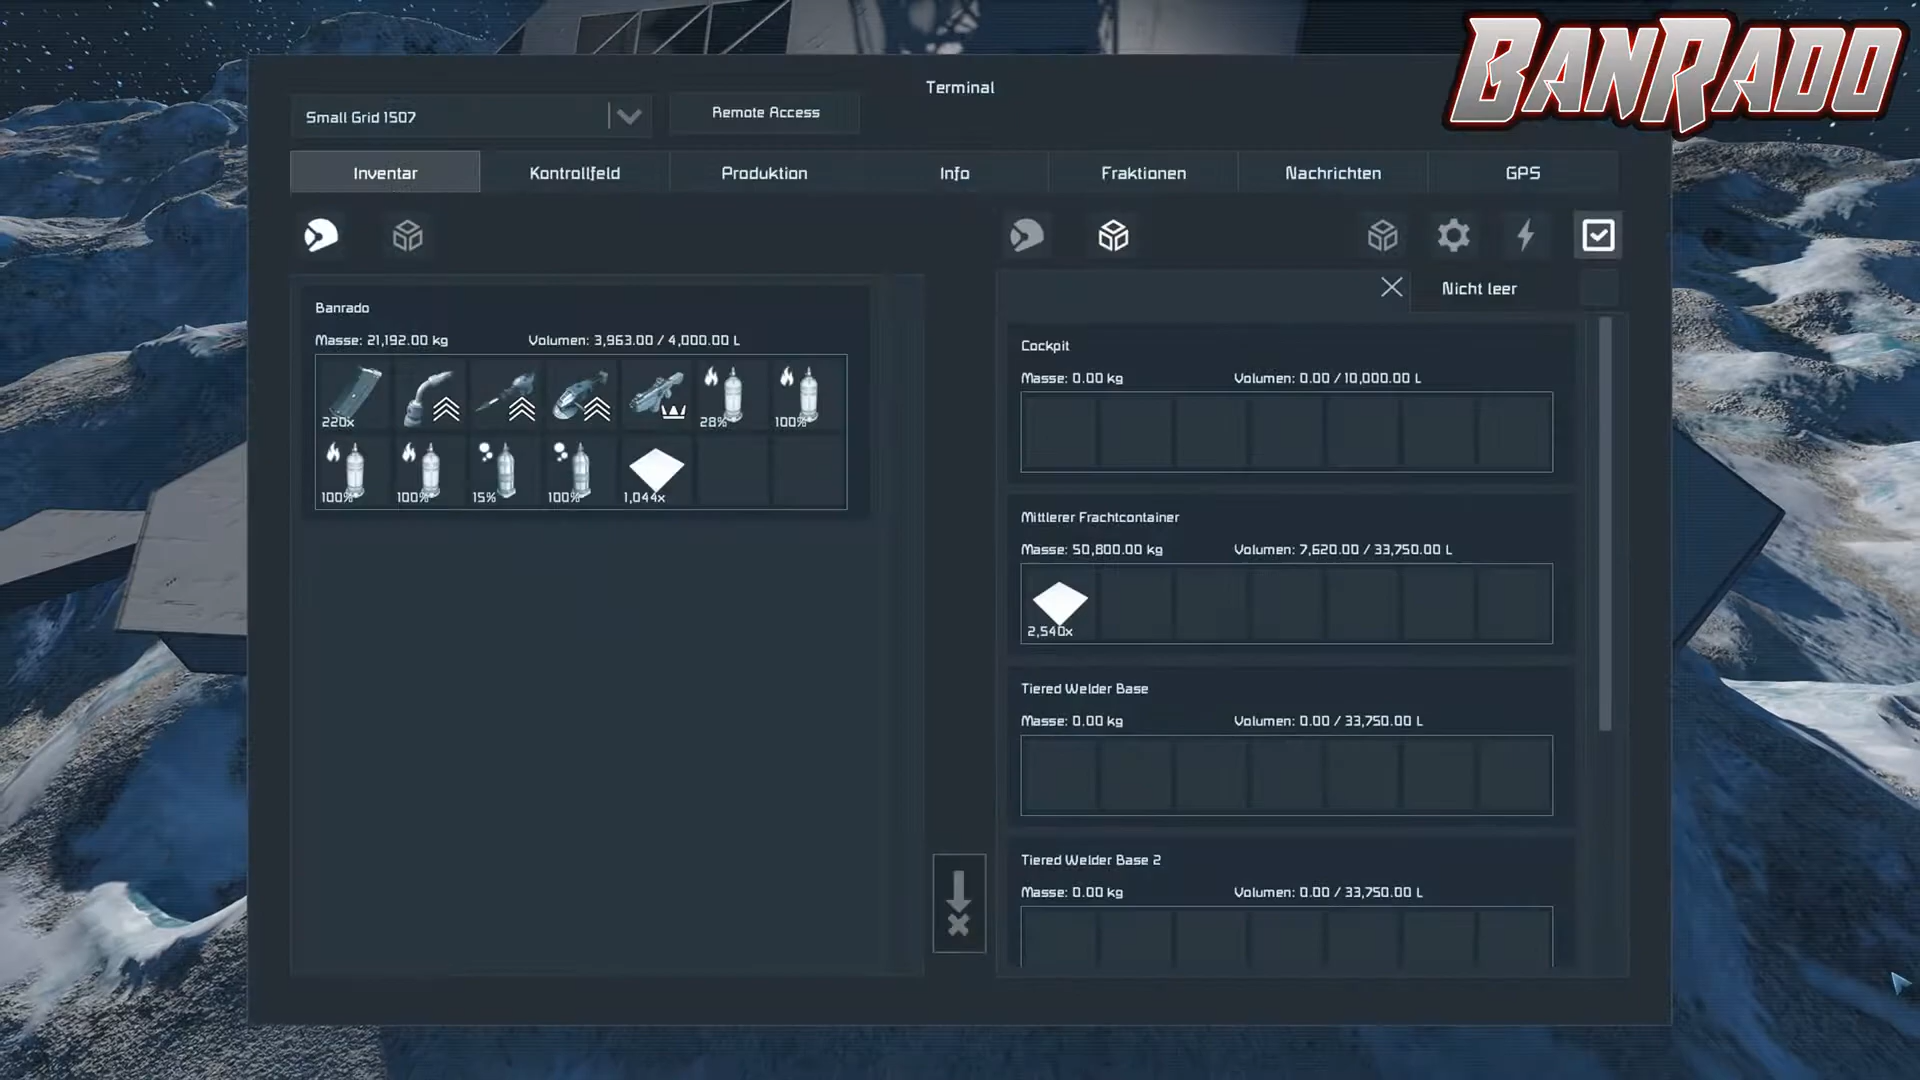 BANRADO
Terminal
Small Grid 1507
Remote Access
Inventar
Kontrollfeld
Produktion
Info
Fraktionen
Nachrichten
GPS
Nicht leer
Banrado
Masse: 21,192.00 kg
Volumen: 3,963.00 / 4,000.00 L
220x
28%
100%
100%
100%
15%
100%
1,044x
Cockpit
Masse: 0.00 kg
Volumen: 0.00 / 10,000.00 L
Mittlerer Frachtcontainer
Masse: 50,800.00 kg
Volumen: 7,620.00 / 33,750.00 L
2,540x
Tiered Welder Base
Masse: 0.00 kg
Volumen: 0.00 / 33,750.00 L
Tiered Welder Base 2
Masse: 0.00 kg
Volumen: 0.00 / 33,750.00 L